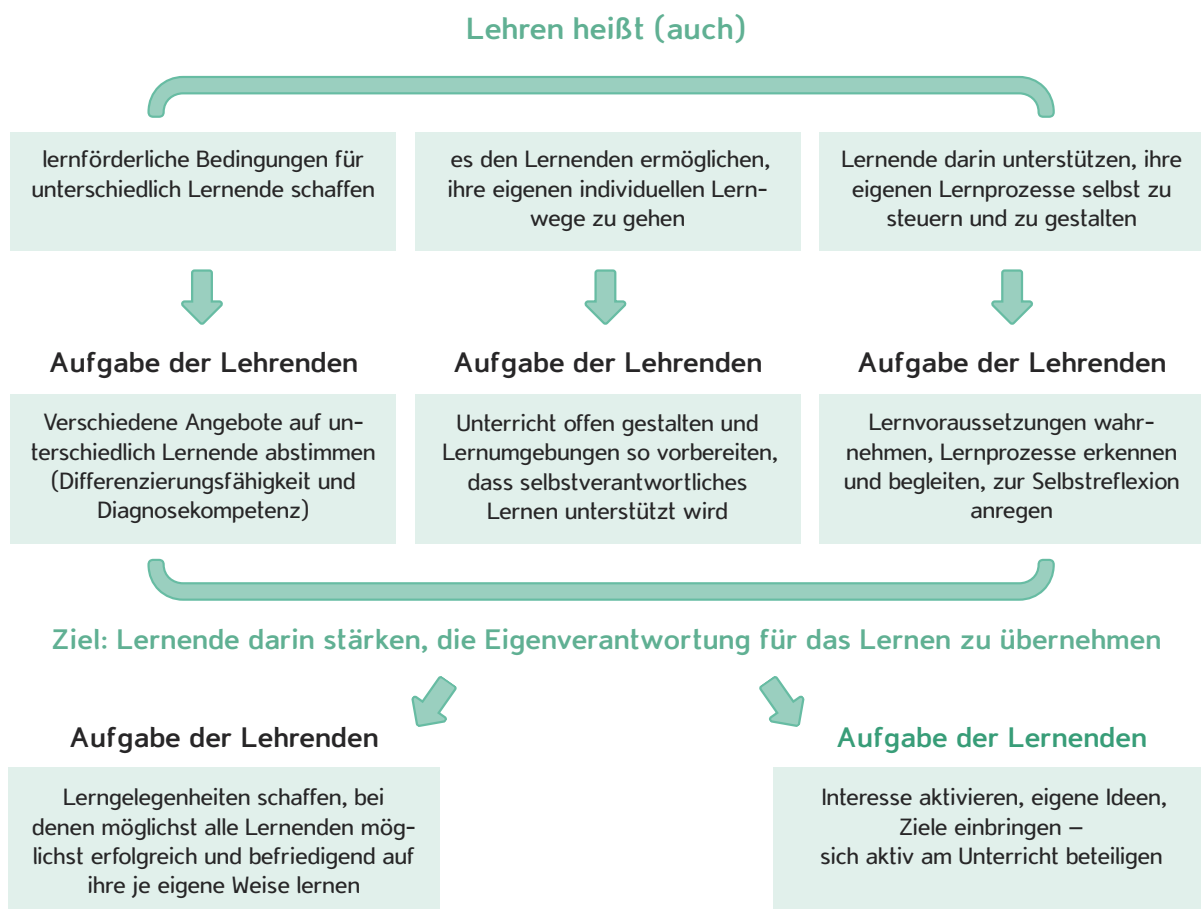 Lehren heißt (auch)
lernförderliche Bedingungen für
unterschiedlich Lernende schaffen
es den Lernenden ermöglichen,
ihre eigenen individuellen Lern-
wege zu gehen
Lernende darin unterstützen, ihre
eigenen Lernprozesse selbst zu
steuern und zu gestalten
Aufgabe der Lehrenden
Verschiedene Angebote auf un-
terschiedlich Lernende abstimmen
(Differenzierungsfähigkeit und
Diagnosekompetenz)
Aufgabe der Lehrenden
Unterricht offen gestalten und
Lernumgebungen so vorbereiten,
dass selbstverantwortliches
Lernen unterstützt wird
Aufgabe der Lehrenden
Lernvoraussetzungen wahr-
nehmen, Lernprozesse erkennen
und begleiten, zur Selbstreflexion
anregen
Ziel: Lernende darin stärken, die Eigenverantwortung für das Lernen zu übernehmen
Aufgabe der Lehrenden
Lerngelegenheiten schaffen, bei
denen möglichst alle Lernenden mög-
lichst erfolgreich und befriedigend auf
ihre je eigene Weise lernen
Aufgabe der Lernenden
Interesse aktivieren, eigene Ideen,
Ziele einbringen –
sich aktiv am Unterricht beteiligen